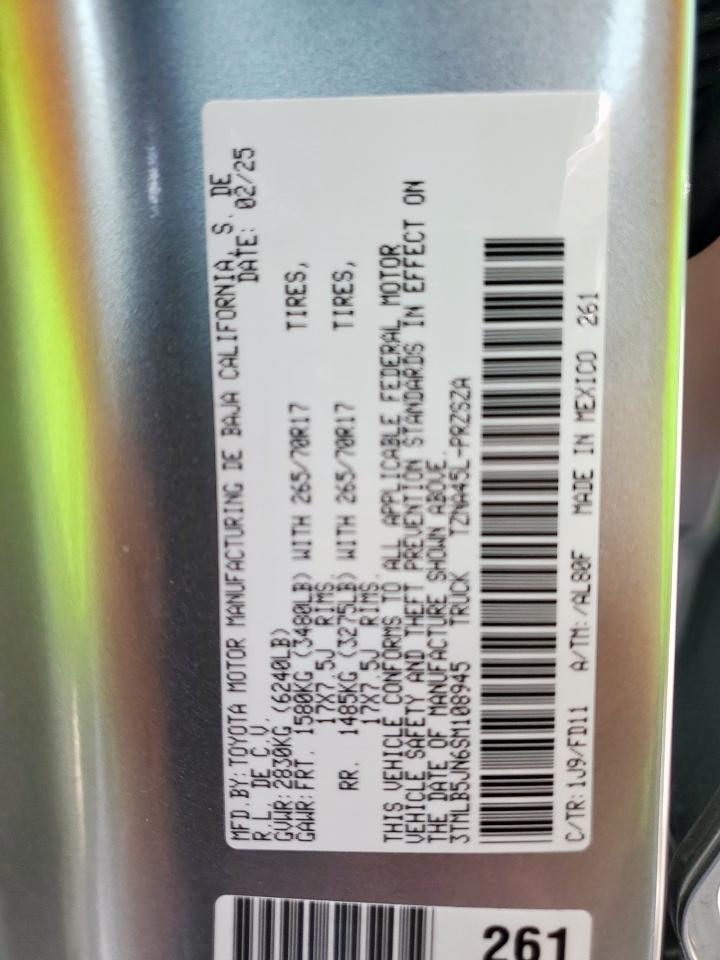 MFD.BY:TOYOTA MOTOR MANUFACTURING DE BAJA CALIFORNIA, S. DE
R.L. DE C.V. DATE: 02/25
GVWR:2830KG (6240LB)
GAWR:FRT. 1580KG (3480LB) WITH 265/70R17 TIRES,
17X7.5J RIMS.
RR. 1485KG (3275LB) WITH 265/70R17 TIRES,
17X7.5J RIMS.
THIS VEHICLE CONFORMS TO ALL APPLICABLE FEDERAL MOTOR
VEHICLE SAFETY AND THEFT PREVENTION STANDARDS IN EFFECT ON
THE DATE OF MANUFACTURE SHOWN ABOVE.
3TMLB5JN6SM108945 TRUCK TZNA45L-PRZSZA
C/TR:1J9/FD11 A/TM:/AL80F MADE IN MEXICO 261
261